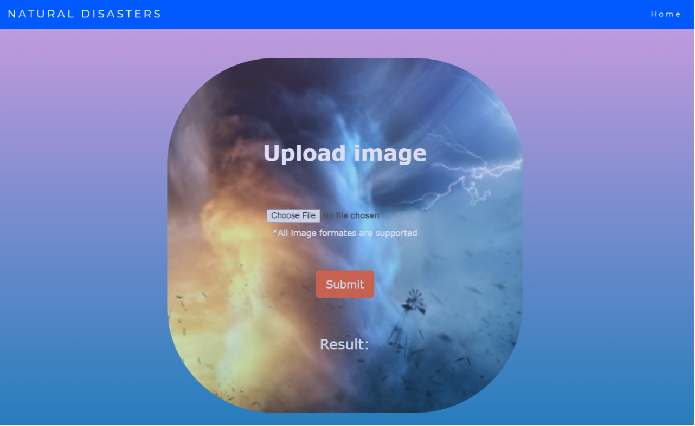 NATURAL DISASTERS Home
Upload image
Choose File No file chosen
*All Image formates are supported
Submit
Result: